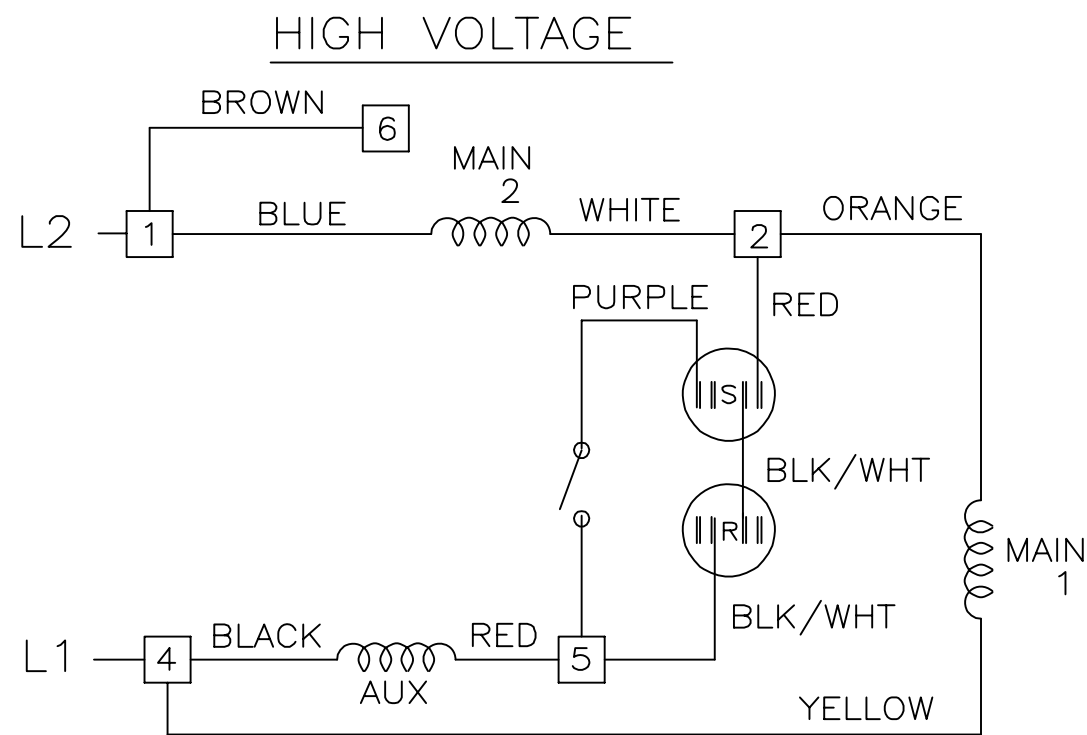 HIGH VOLTAGE
BROWN
6
MAIN
2
L2
1
BLUE
WHITE
2
ORANGE
PURPLE
RED
S
BLK/WHT
R
MAIN
1
BLK/WHT
L1
4
BLACK
AUX
RED
5
YELLOW